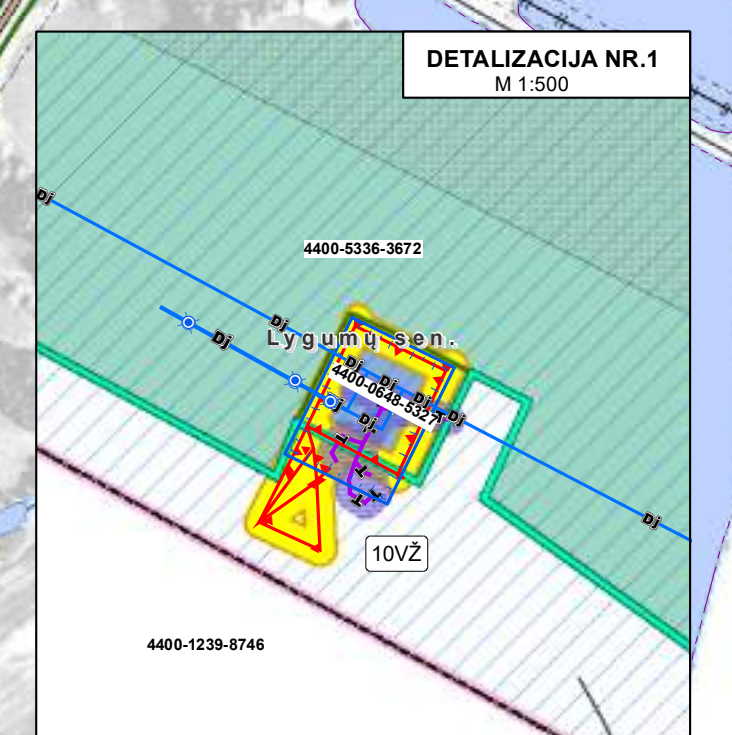 DETALIZACIJA NR.1
M 1:500
Dj
4400-5336-3672
Dj
Lygumų sen.
Dj
Dj
Dj
4400-0648-5327
Dj
Dj
Dj
Dj
T
T
T
T
Dj
10VŽ
4400-1239-8746